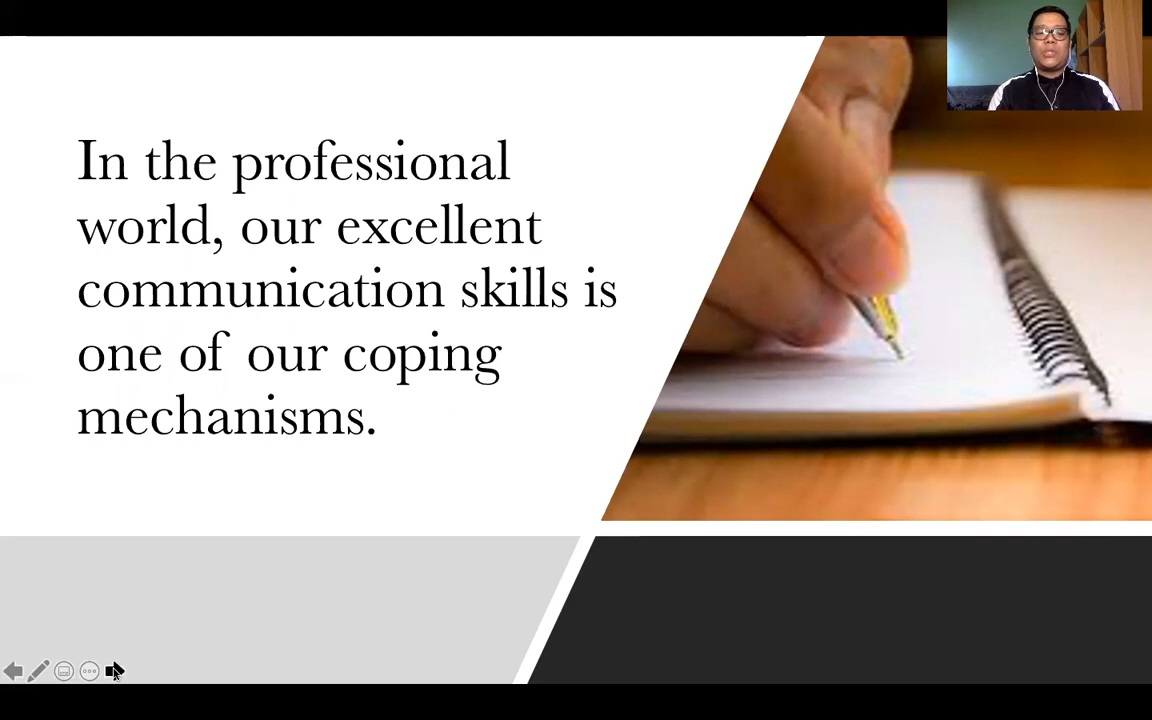 In the professional
world, our excellent
communication skills is
one of our coping
mechanisms.